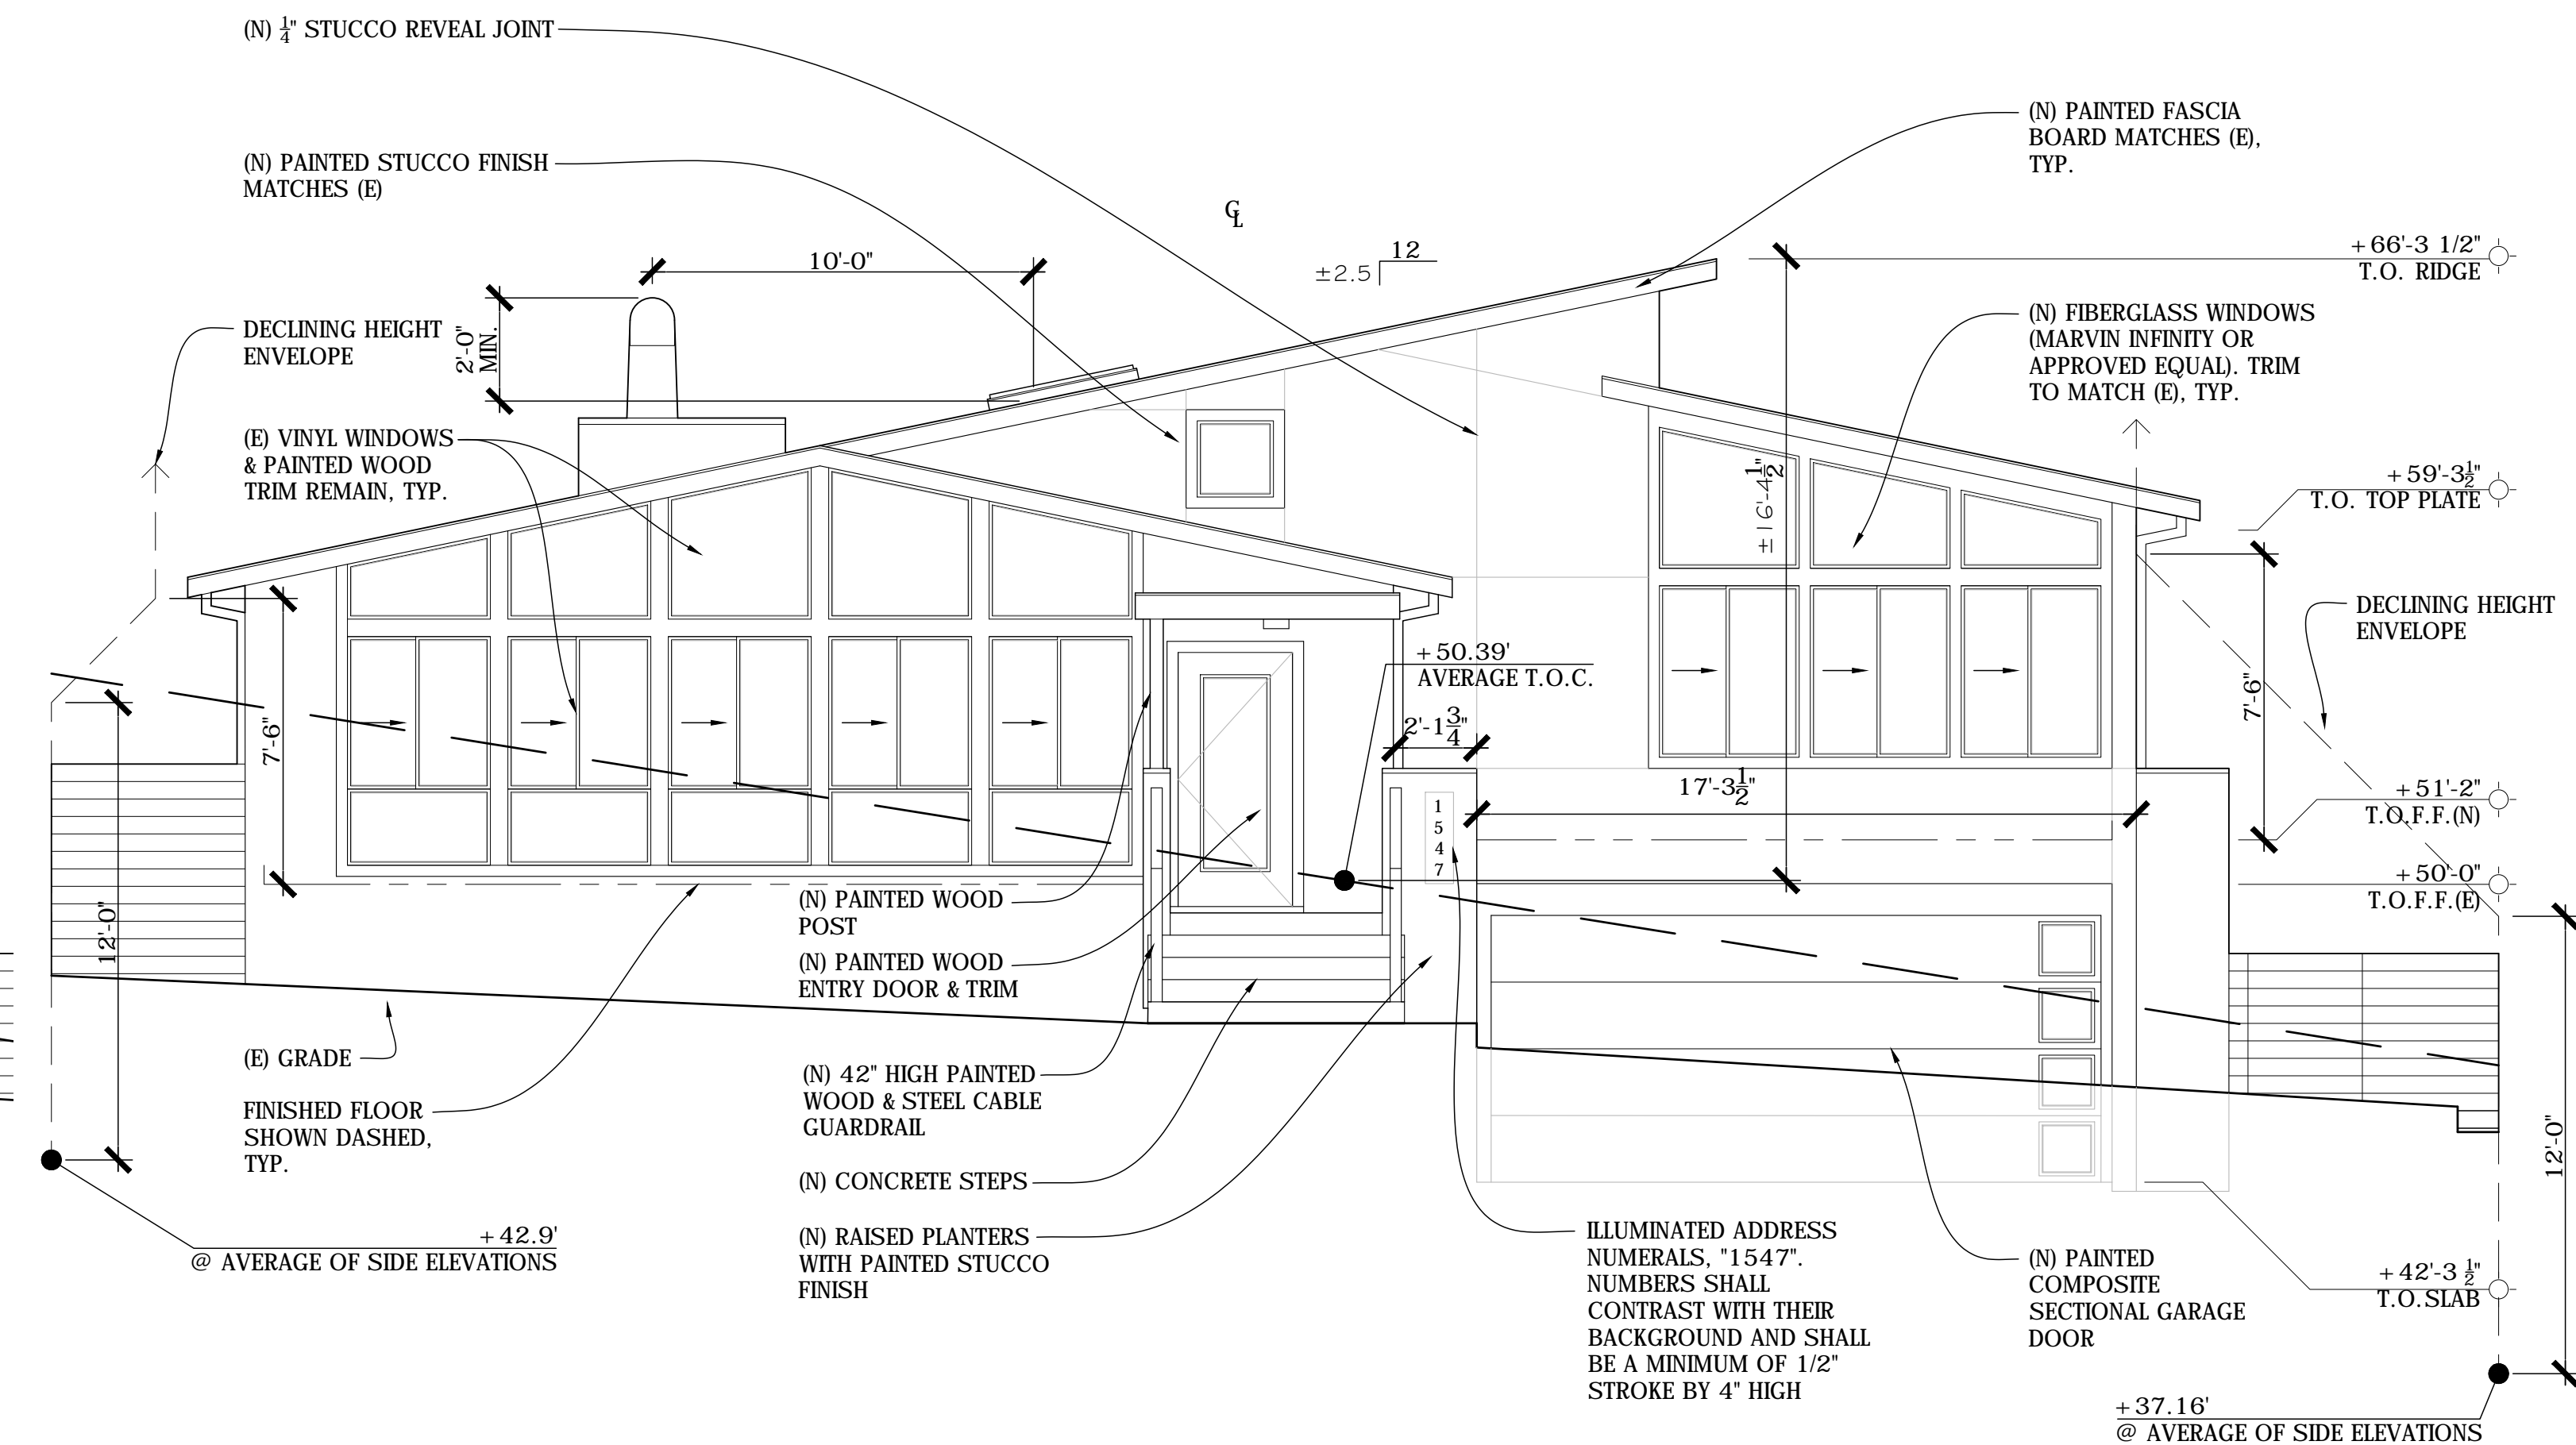 (N) 1/4" STUCCO REVEAL JOINT
(N) PAINTED STUCCO FINISH
MATCHES (E)
(N) PAINTED FASCIA
BOARD MATCHES (E),
TYP.
CL
12
±2.5
10'-0"
2'-0"
MIN.
+66'-3 1/2"
T.O. RIDGE
DECLINING HEIGHT
ENVELOPE
(N) FIBERGLASS WINDOWS
(MARVIN INFINITY OR
APPROVED EQUAL). TRIM
TO MATCH (E), TYP.
(E) VINYL WINDOWS
& PAINTED WOOD
TRIM REMAIN, TYP.
±16'-4 1/2"
+59'-3 1/2"
T.O. TOP PLATE
DECLINING HEIGHT
ENVELOPE
+50.39'
AVERAGE T.O.C.
7'-6"
7'-6"
2'-1 3/4"
17'-3 1/2"
+51'-2"
T.O.F.F.(N)
1
5
4
7
+50'-0"
T.O.F.F.(E)
12'-0"
(N) PAINTED WOOD
POST
(N) PAINTED WOOD
ENTRY DOOR & TRIM
(E) GRADE
FINISHED FLOOR
SHOWN DASHED,
TYP.
(N) 42" HIGH PAINTED
WOOD & STEEL CABLE
GUARDRAIL
(N) CONCRETE STEPS
(N) RAISED PLANTERS
WITH PAINTED STUCCO
FINISH
12'-0"
+42.9'
@ AVERAGE OF SIDE ELEVATIONS
ILLUMINATED ADDRESS
NUMERALS, "1547".
NUMBERS SHALL
CONTRAST WITH THEIR
BACKGROUND AND SHALL
BE A MINIMUM OF 1/2"
STROKE BY 4" HIGH
(N) PAINTED
COMPOSITE
SECTIONAL GARAGE
DOOR
+42'-3 1/2"
T.O.SLAB
+37.16'
@ AVERAGE OF SIDE ELEVATIONS